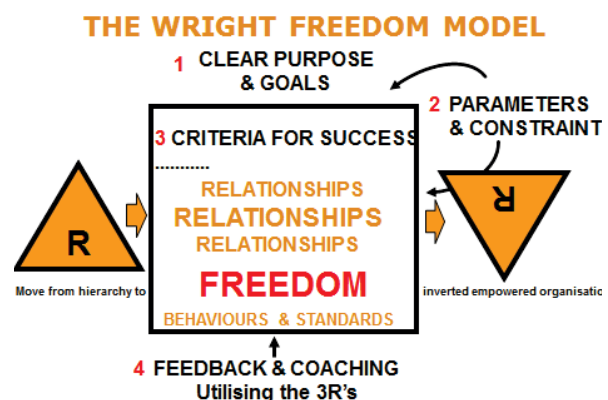 THE WRIGHT FREEDOM MODEL
1 CLEAR PURPOSE
& GOALS
2 PARAMETERS
& CONSTRAINT
3 CRITERIA FOR SUCCESS
...........
RELATIONSHIPS
RELATIONSHIPS
RELATIONSHIPS
FREEDOM
BEHAVIOURS & STANDARDS
R
R
Move from hierarchy to
inverted empowered organisatio
4 FEEDBACK & COACHING
Utilising the 3R's